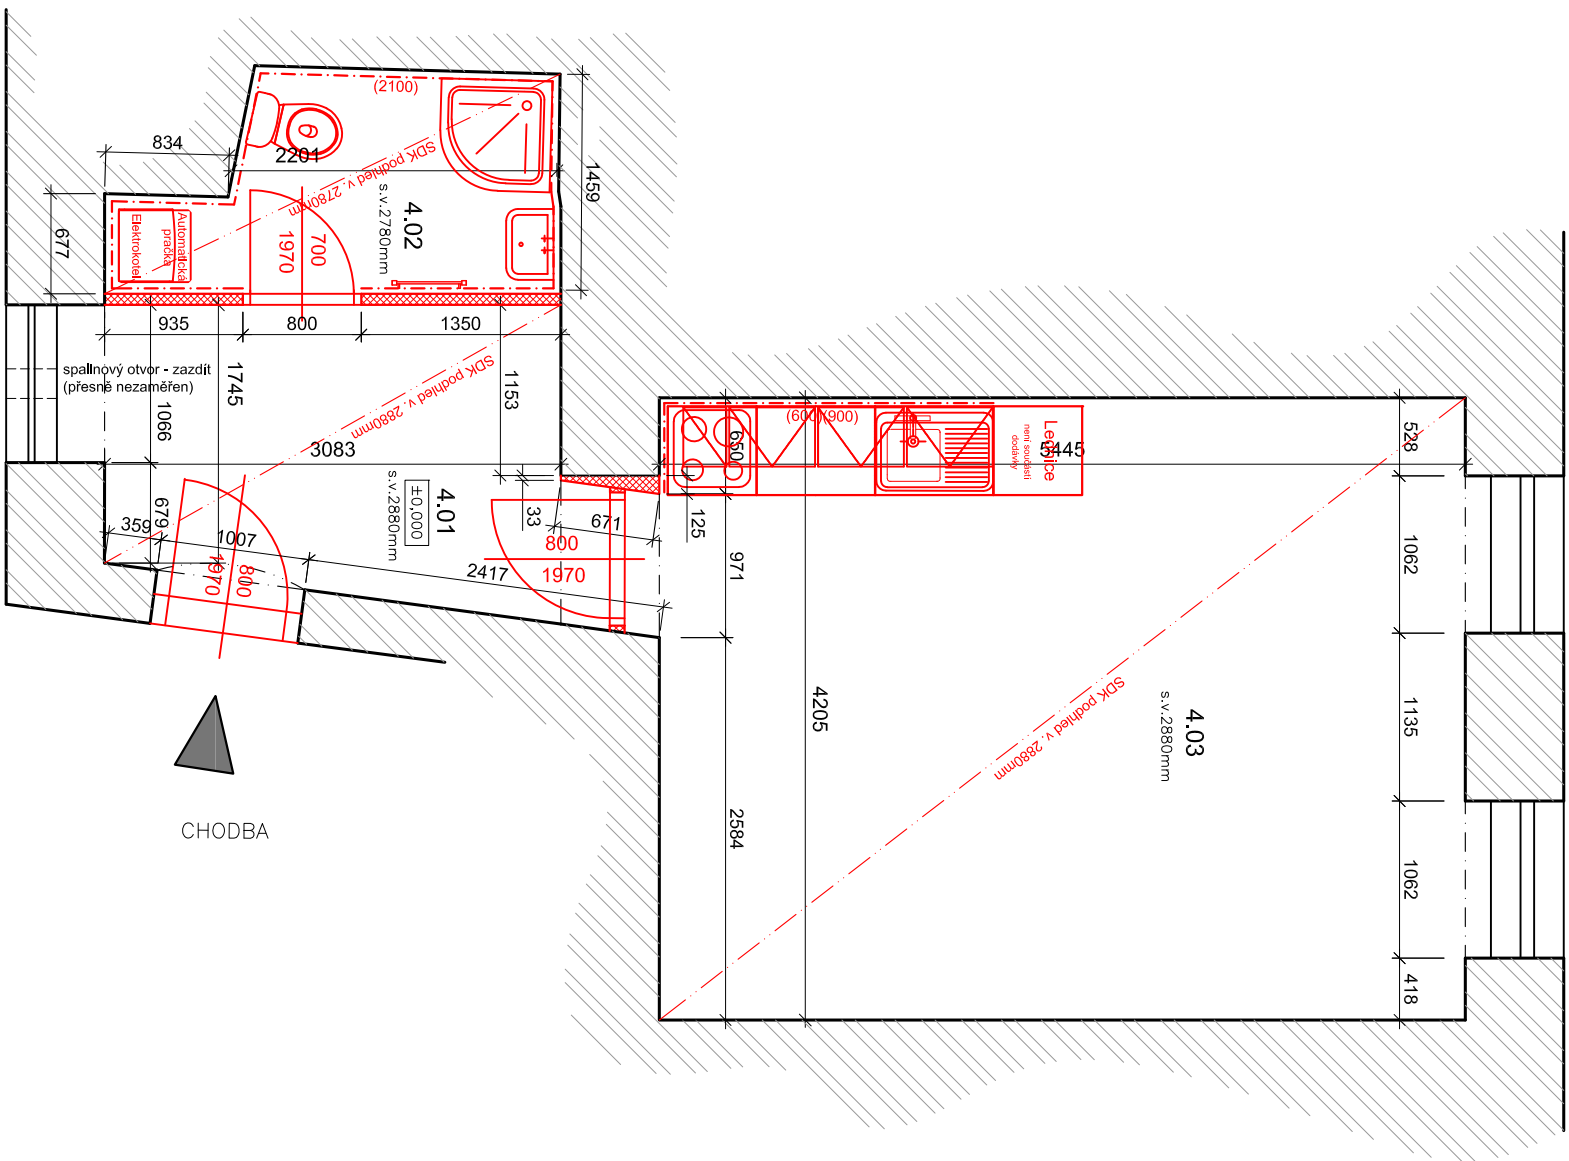 (2100)
834
2201
SDK podhled v. 2780mm
1459
4.02
s.v.2780mm
677
Automatická
pračka
Elektrokotel
700
1970
935
800
1350
spalinový otvor - zazdít
(přesně nezaměřen)
1745
1066
1153
SDK podhled v. 2880mm
3083
4.01
±0,000
s.v.2880mm
679
359
1007
800
1970
33
671
125
800
1970
2417
971
(600)(900)
650
Lednice
není součástí
dodávky
5445
528
1062
1135
1062
418
4205
2584
SDK podhled v. 2880mm
4.03
s.v.2880mm
CHODBA